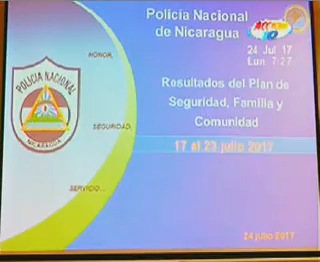 Policía Nacional
de Nicaragua
24 Jul 17
Lun 7:27
HONOR,
Resultados del Plan de
Seguridad, Familia y
Comunidad
POLICIA NACIONAL
NICARAGUA
SEGURIDAD,
17 al 23 julio 2017
SERVICIO...
24 julio 2017